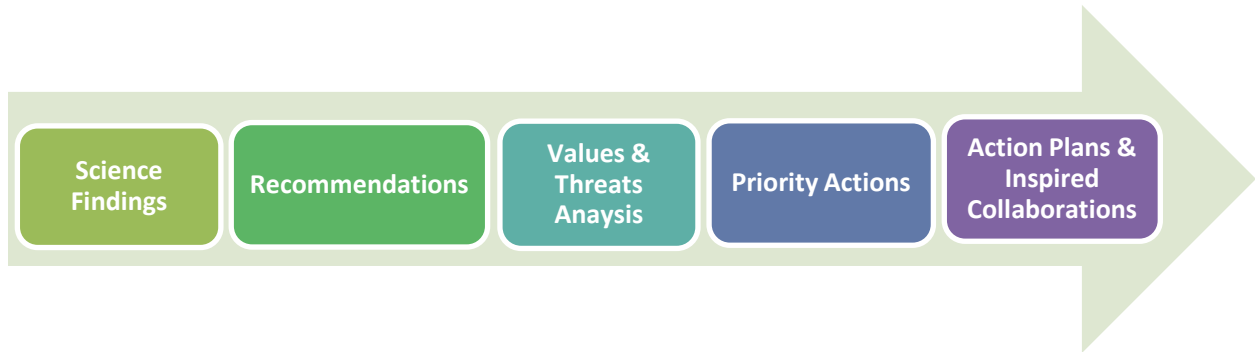 Science
Findings
Recommendations
Values &
Threats
Anaysis
Priority Actions
Action Plans &
Inspired
Collaborations